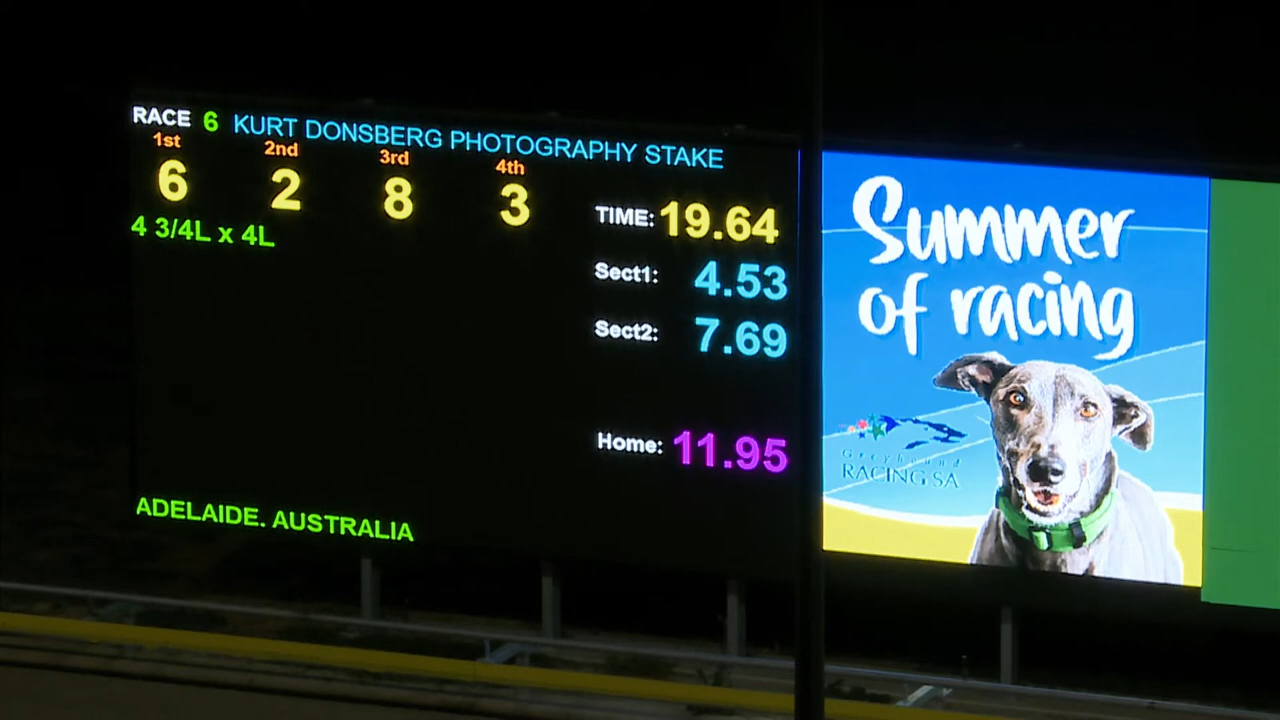 RACE 6 KURT DONSBERG PHOTOGRAPHY STAKE
1st 2nd 3rd 4th
6 2 8 3
4 3/4L x 4L
TIME: 19.64
Sect1: 4.53
Sect2: 7.69
Home: 11.95
ADELAIDE. AUSTRALIA
Summer
of racing
Greyhound
RACING SA